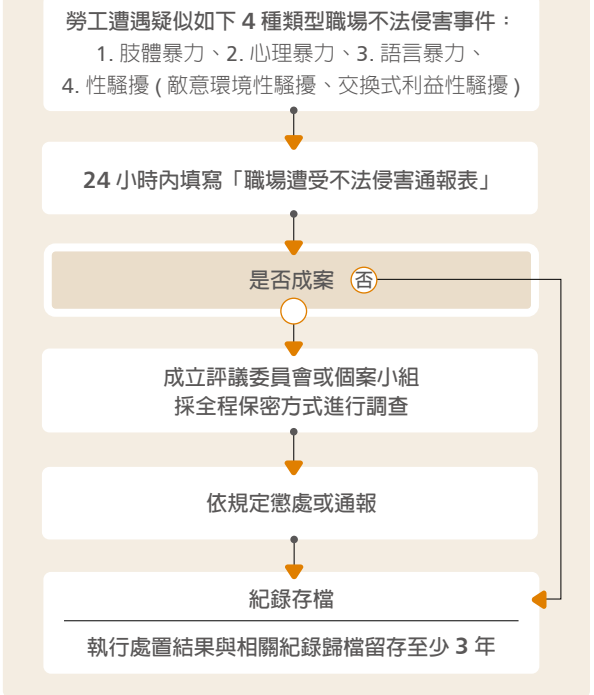 勞工遭遇疑似如下 4 種類型職場不法侵害事件：
1. 肢體暴力、2. 心理暴力、3. 語言暴力、
4. 性騷擾 ( 敵意環境性騷擾、交換式利益性騷擾 )
24 小時內填寫「職場遭受不法侵害通報表」
是否成案 否
成立評議委員會或個案小組
採全程保密方式進行調查
依規定懲處或通報
紀錄存檔
執行處置結果與相關紀錄歸檔留存至少 3 年